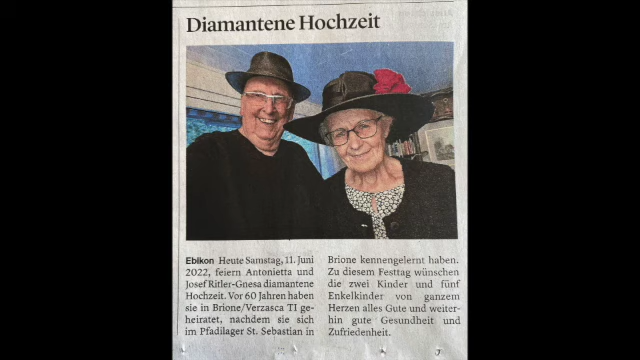 Diamantene Hochzeit
Ebikon Heute Samstag, 11. Juni
2022, feiern Antonietta und
Josef Ritler-Gnesa diamantene
Hochzeit. Vor 60 Jahren haben
sie in Brione/Verzasca TI ge-
heiratet, nachdem sie sich
im Pfadilager St. Sebastian in
Brione kennengelernt haben.
Zu diesem Festtag wünschen
die zwei Kinder und fünf
Enkelkinder von ganzem
Herzen alles Gute und weiter-
hin gute Gesundheit und
Zufriedenheit.